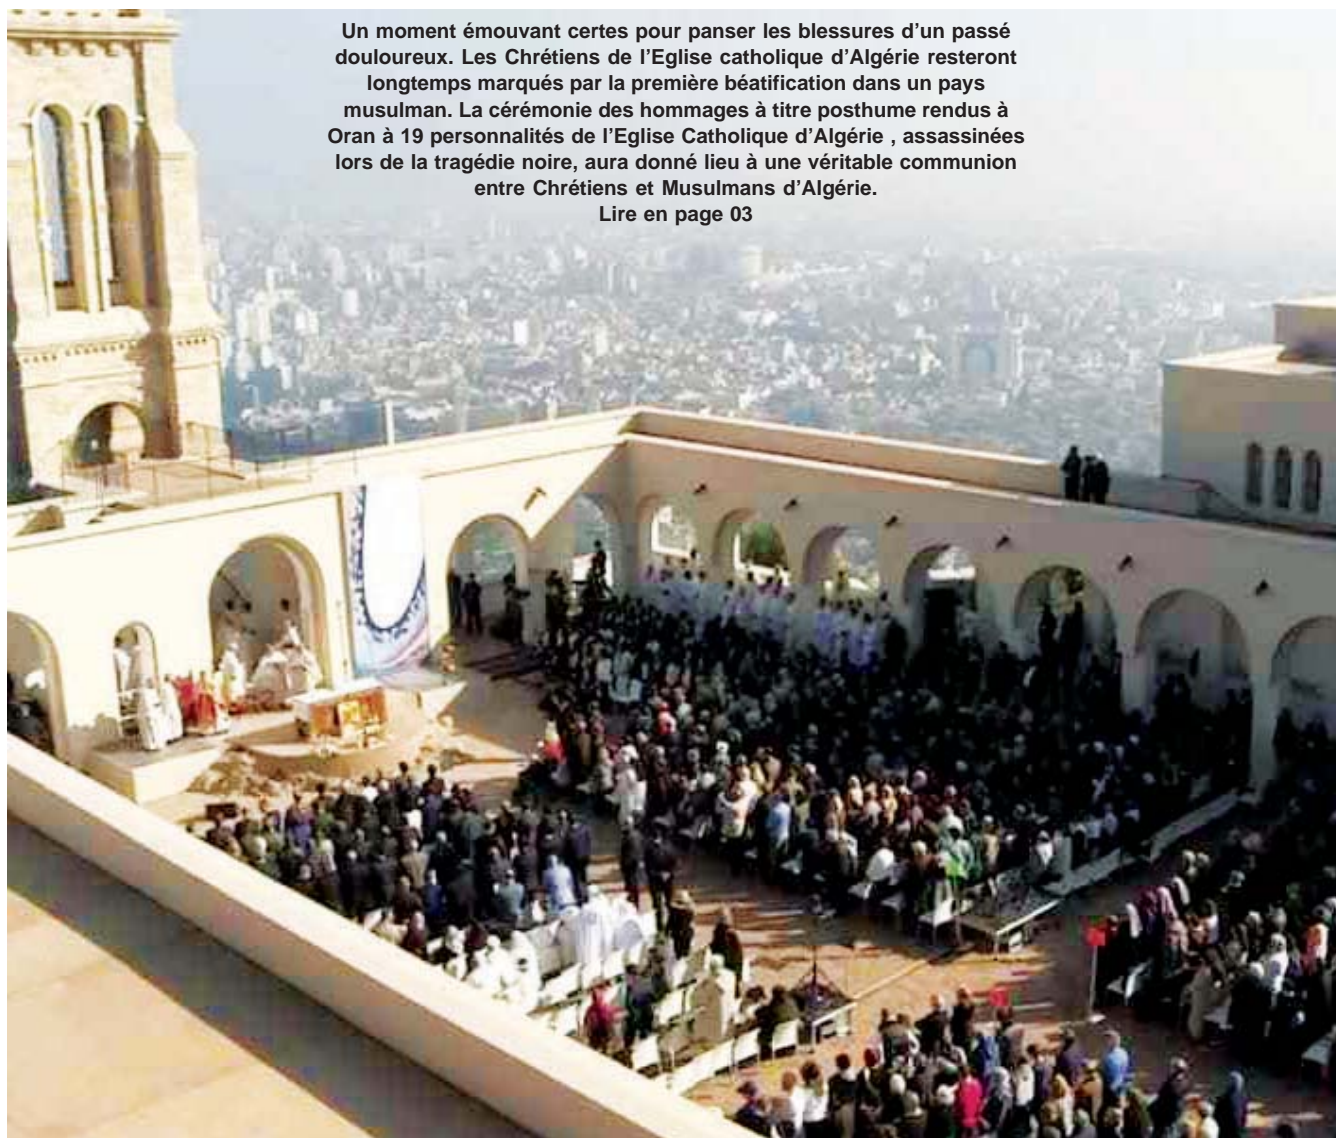 Un moment émouvant certes pour panser les blessures d’un passé
douloureux. Les Chrétiens de l’Eglise catholique d’Algérie resteront
longtemps marqués par la première béatification dans un pays
musulman. La cérémonie des hommages à titre posthume rendus à
Oran à 19 personnalités de l’Eglise Catholique d’Algérie , assassinées
lors de la tragédie noire, aura donné lieu à une véritable communion
entre Chrétiens et Musulmans d’Algérie.
Lire en page 03